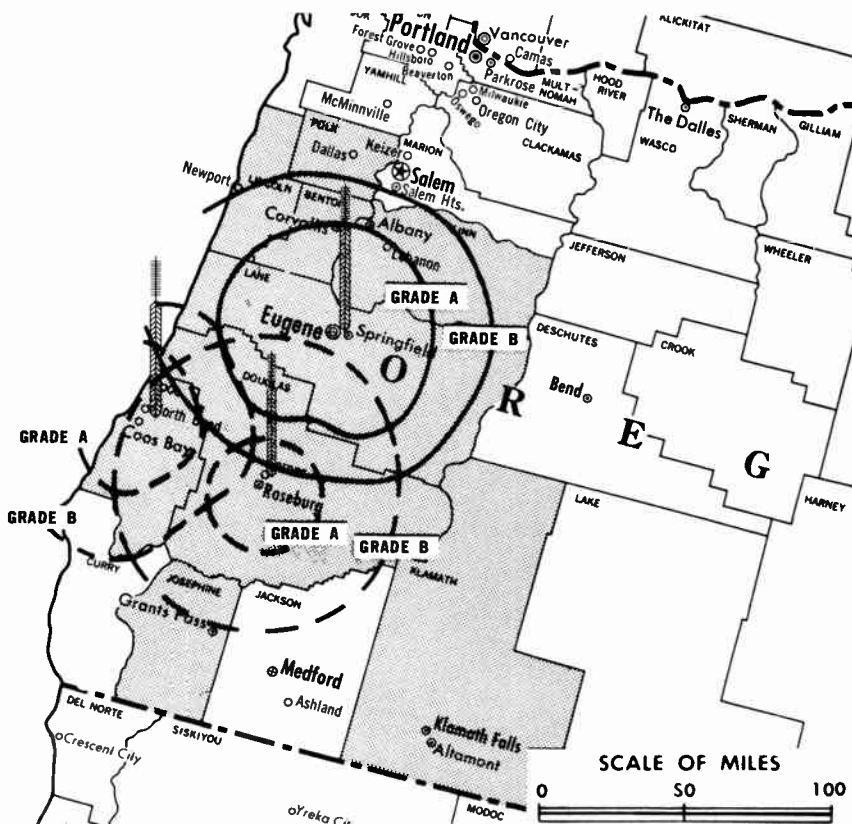 KLICKITAT
Portland
Vancouver
Forest Grove
Camas
Hillsboro
Beaverton
Parkrose
YAMHILL
MULT-
NOMAH
HOOD
RIVER
Milwaukie
Oswego
Oregon City
The Dalles
McMinnville
SHERMAN
GILLIAM
POLK
MARION
CLACKAMAS
WASCO
Dallas
Keizer
Salem
Salem Hts.
Newport
LINCOLN
BENTON
Corvallis
Albany
LINN
Lebanon
JEFFERSON
WHEELER
LANE
GRADE A
Eugene
Springfield
GRADE B
DESCHUTES
CROOK
O
R
E
G
DOUGLAS
Bend
North Bend
Coos Bay
GRADE A
Roseburg
LAKE
HARNEY
GRADE B
GRADE A
GRADE B
CURRY
KLAMATH
JOSEPHINE
JACKSON
Grants Pass
Medford
Ashland
DEL NORTE
SISKIYOU
Klamath Falls
Altamont
Crescent City
SCALE OF MILES
0 50 100
MODOC
Yreka City